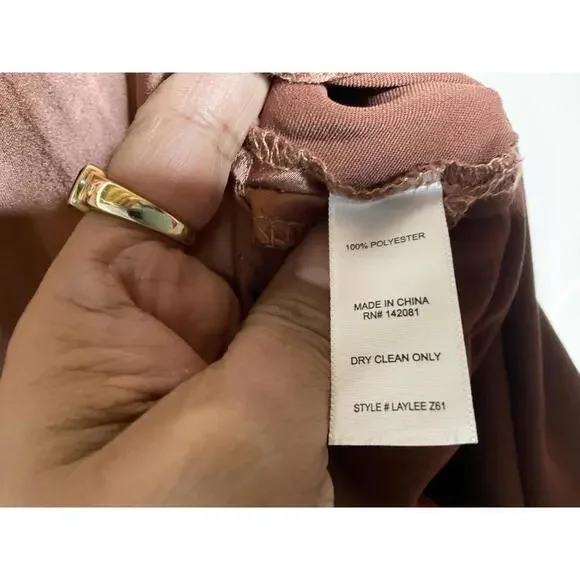 100% POLYESTER
MADE IN CHINA
RN# 142081
DRY CLEAN ONLY
STYLE # LAYLEE Z61